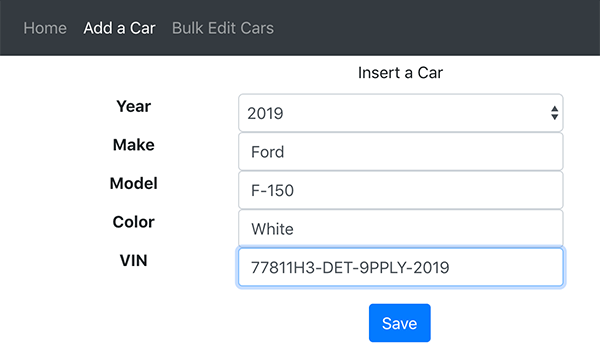 Home Add a Car Bulk Edit Cars
Insert a Car
Year 2019
Make Ford
Model F-150
Color White
VIN 77811H3-DET-9PPLY-2019
Save